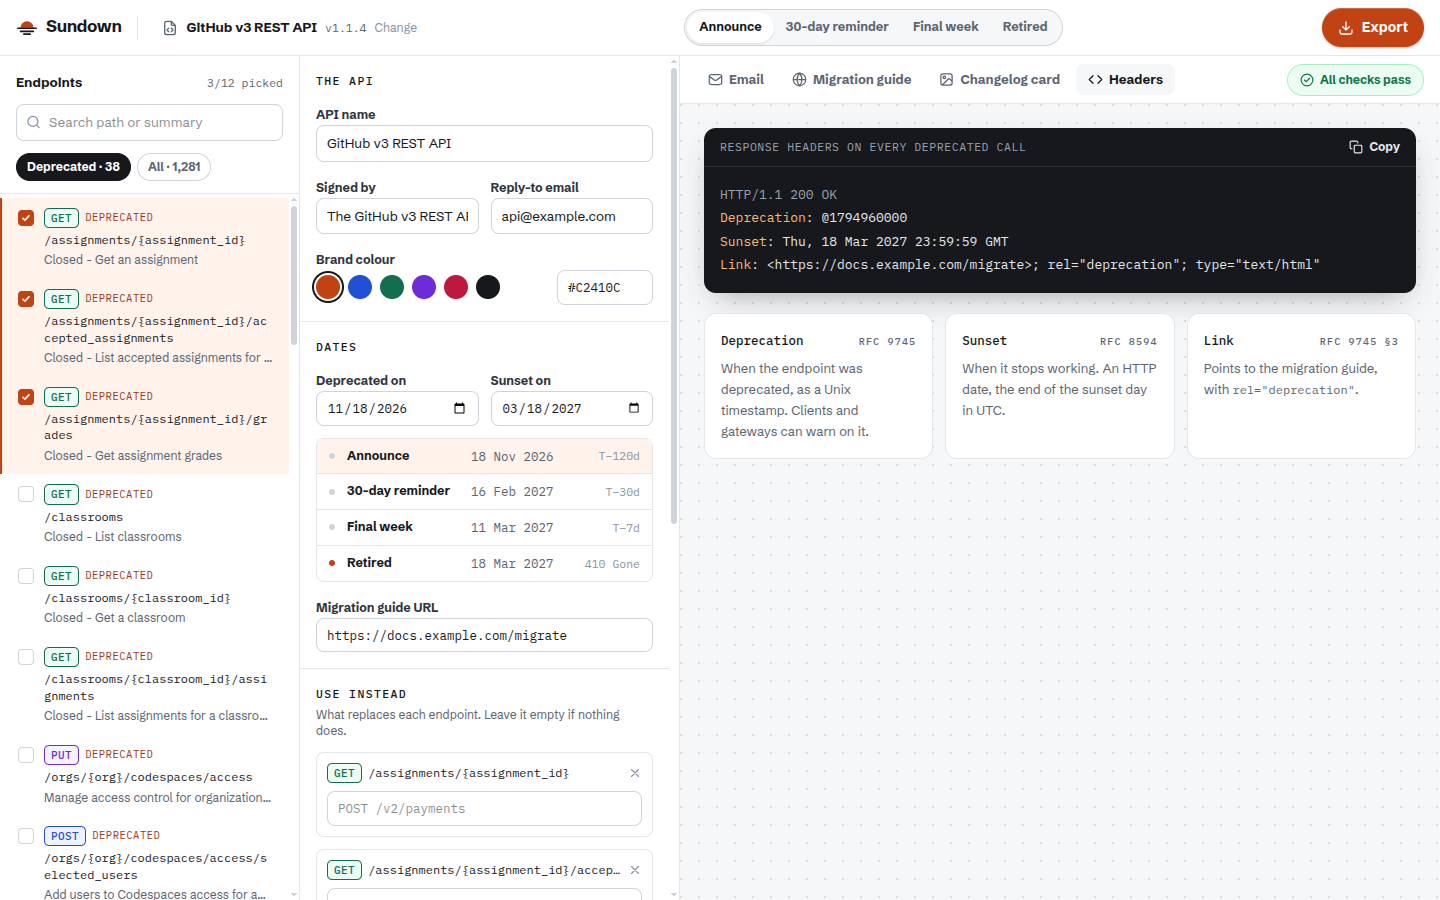 Sundown
GitHub v3 REST API v1.1.4 Change
Announce
30-day reminder
Final week
Retired
Export
Endpoints
3/12 picked
Search path or summary
Deprecated · 38
All · 1,281
GET DEPRECATED
/assignments/{assignment_id}
Closed - Get an assignment
GET DEPRECATED
/assignments/{assignment_id}/ac
cepted_assignments
Closed - List accepted assignments for …
GET DEPRECATED
/assignments/{assignment_id}/gr
ades
Closed - Get assignment grades
GET DEPRECATED
/classrooms
Closed - List classrooms
GET DEPRECATED
/classrooms/{classroom_id}
Closed - Get a classroom
GET DEPRECATED
/classrooms/{classroom_id}/assi
gnments
Closed - List assignments for a classro…
PUT DEPRECATED
/orgs/{org}/codespaces/access
Manage access control for organization…
POST DEPRECATED
/orgs/{org}/codespaces/access/s
elected_users
Add users to Codespaces access for a…
THE API
API name
GitHub v3 REST API
Signed by
Reply-to email
The GitHub v3 REST AI
api@example.com
Brand colour
#C2410C
DATES
Deprecated on
Sunset on
11/18/2026
03/18/2027
Announce 18 Nov 2026 T−120d
30-day reminder 16 Feb 2027 T−30d
Final week 11 Mar 2027 T−7d
Retired 18 Mar 2027 410 Gone
Migration guide URL
https://docs.example.com/migrate
USE INSTEAD
What replaces each endpoint. Leave it empty if nothing
does.
GET /assignments/{assignment_id}
POST /v2/payments
GET /assignments/{assignment_id}/accep…
Email
Migration guide
Changelog card
Headers
All checks pass
RESPONSE HEADERS ON EVERY DEPRECATED CALL
Copy
HTTP/1.1 200 OK
Deprecation: @1794960000
Sunset: Thu, 18 Mar 2027 23:59:59 GMT
Link: <https://docs.example.com/migrate>; rel="deprecation"; type="text/html"
Deprecation RFC 9745
When the endpoint was
deprecated, as a Unix
timestamp. Clients and
gateways can warn on it.
Sunset RFC 8594
When it stops working. An HTTP
date, the end of the sunset day
in UTC.
Link RFC 9745 §3
Points to the migration guide,
with rel="deprecation".